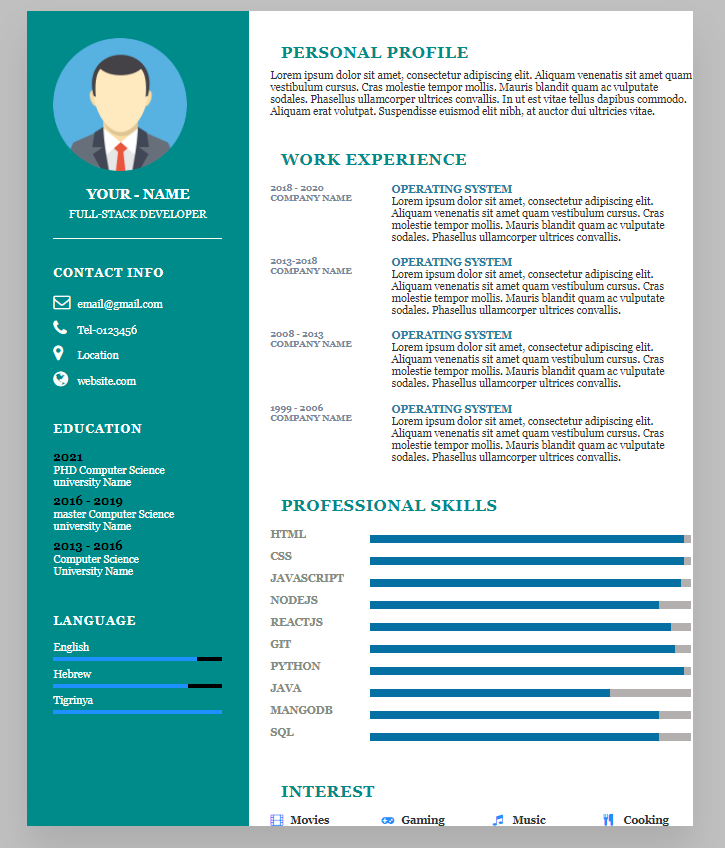 YOUR - NAME
FULL-STACK DEVELOPER
CONTACT INFO
email@gmail.com
Tel-0123456
Location
website.com
EDUCATION
2021
PHD Computer Science
university Name
2016 - 2019
master Computer Science
university Name
2013 - 2016
Computer Science
University Name
LANGUAGE
English
Hebrew
Tigrinya
PERSONAL PROFILE
Lorem ipsum dolor sit amet, consectetur adipiscing elit. Aliquam venenatis sit amet quam
vestibulum cursus. Cras molestie tempor mollis. Mauris blandit quam ac vulputate
sodales. Phasellus ullamcorper ultrices convallis. In ut est vitae tellus dapibus commodo.
Aliquam erat volutpat. Suspendisse euismod elit nibh, at auctor dui ultricies vitae.
WORK EXPERIENCE
2018 - 2020
COMPANY NAME
OPERATING SYSTEM
Lorem ipsum dolor sit amet, consectetur adipiscing elit.
Aliquam venenatis sit amet quam vestibulum cursus. Cras
molestie tempor mollis. Mauris blandit quam ac vulputate
sodales. Phasellus ullamcorper ultrices convallis.
2013-2018
COMPANY NAME
OPERATING SYSTEM
Lorem ipsum dolor sit amet, consectetur adipiscing elit.
Aliquam venenatis sit amet quam vestibulum cursus. Cras
molestie tempor mollis. Mauris blandit quam ac vulputate
sodales. Phasellus ullamcorper ultrices convallis.
2008 - 2013
COMPANY NAME
OPERATING SYSTEM
Lorem ipsum dolor sit amet, consectetur adipiscing elit.
Aliquam venenatis sit amet quam vestibulum cursus. Cras
molestie tempor mollis. Mauris blandit quam ac vulputate
sodales. Phasellus ullamcorper ultrices convallis.
1999 - 2006
COMPANY NAME
OPERATING SYSTEM
Lorem ipsum dolor sit amet, consectetur adipiscing elit.
Aliquam venenatis sit amet quam vestibulum cursus. Cras
molestie tempor mollis. Mauris blandit quam ac vulputate
sodales. Phasellus ullamcorper ultrices convallis.
PROFESSIONAL SKILLS
HTML
CSS
JAVASCRIPT
NODEJS
REACTJS
GIT
PYTHON
JAVA
MANGODB
SQL
INTEREST
Movies Gaming Music Cooking